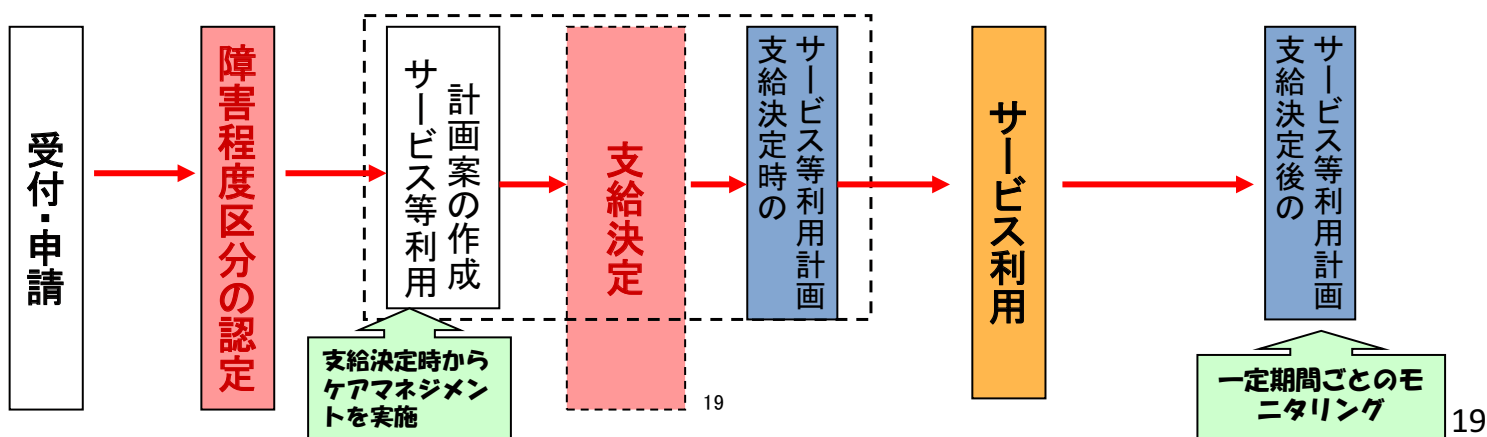 受付・申請
障害程度区分の認定
サービス等利用
計画案の作成
支給決定
支給決定時の
サービス等利用計画
サービス利用
支給決定後の
サービス等利用計画
支給決定時から
ケアマネジメン
トを実施
一定期間ごとのモ
ニタリング
19
19